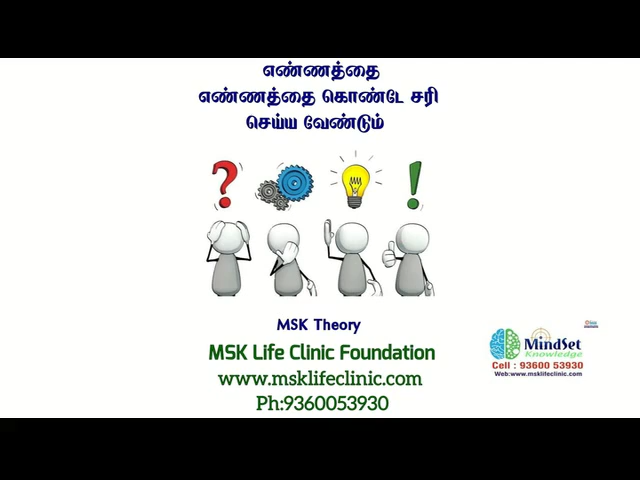 எண்ணத்தை
எண்ணத்தை கொண்டே சரி
செய்ய வேண்டும்
? !
MSK Theory
MSK Life Clinic Foundation
www.msklifeclinic.com
Ph:9360053930
MindSet
Knowledge
Cell : 93600 53930
Web:www.msklifeclinic.com